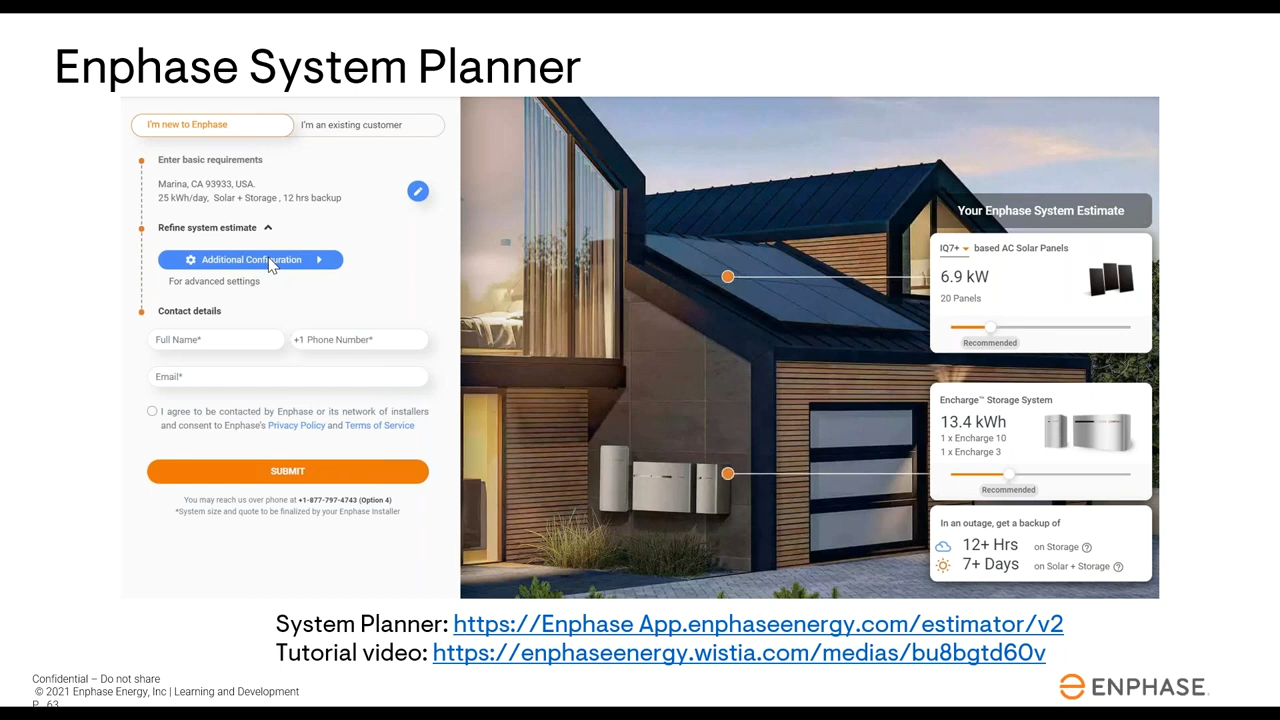 Enphase System Planner
I'm new to Enphase
I'm an existing customer
Enter basic requirements
Marina, CA 93933, USA.
25 kWh/day, Solar + Storage , 12 hrs backup
Refine system estimate
Additional Configuration
For advanced settings
Contact details
Full Name*
+1 Phone Number*
Email*
I agree to be contacted by Enphase or its network of installers
and consent to Enphase's Privacy Policy and Terms of Service
SUBMIT
You may reach us over phone at +1-877-797-4743 (Option 4)
*System size and quote to be finalized by your Enphase Installer
Your Enphase System Estimate
IQ7+ based AC Solar Panels
6.9 kW
20 Panels
Recommended
Encharge™ Storage System
13.4 kWh
1 x Encharge 10
1 x Encharge 3
Recommended
In an outage, get a backup of
12+ Hrs on Storage ?
7+ Days on Solar + Storage ?
System Planner: https://Enphase App.enphaseenergy.com/estimator/v2
Tutorial video: https://enphaseenergy.wistia.com/medias/bu8bgtd60v
Confidential – Do not share
© 2021 Enphase Energy, Inc | Learning and Development
P. 63
ENPHASE.